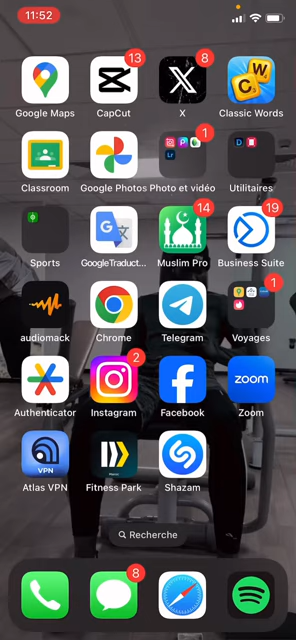 11:52
13
8
Google Maps
CapCut
X
Classic Words
1
Classroom
Google Photos
Photo et vidéo
Utilitaires
14
19
Sports
GoogleTraduct...
Muslim Pro
Business Suite
1
audiomack
Chrome
Telegram
Voyages
2
zoom
Authenticator
Instagram
Facebook
Zoom
VPN
Atlas VPN
Fitness Park
Shazam
Recherche
8